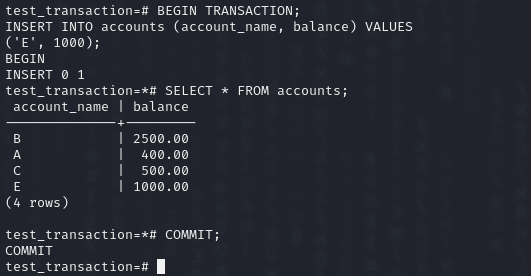 test_transaction=# BEGIN TRANSACTION;
INSERT INTO accounts (account_name, balance) VALUES
('E', 1000);
BEGIN
INSERT 0 1
test_transaction=*# SELECT * FROM accounts;
 account_name | balance
--------------+---------
 B            | 2500.00
 A            |  400.00
 C            |  500.00
 E            | 1000.00
(4 rows)

test_transaction=*# COMMIT;
COMMIT
test_transaction=#